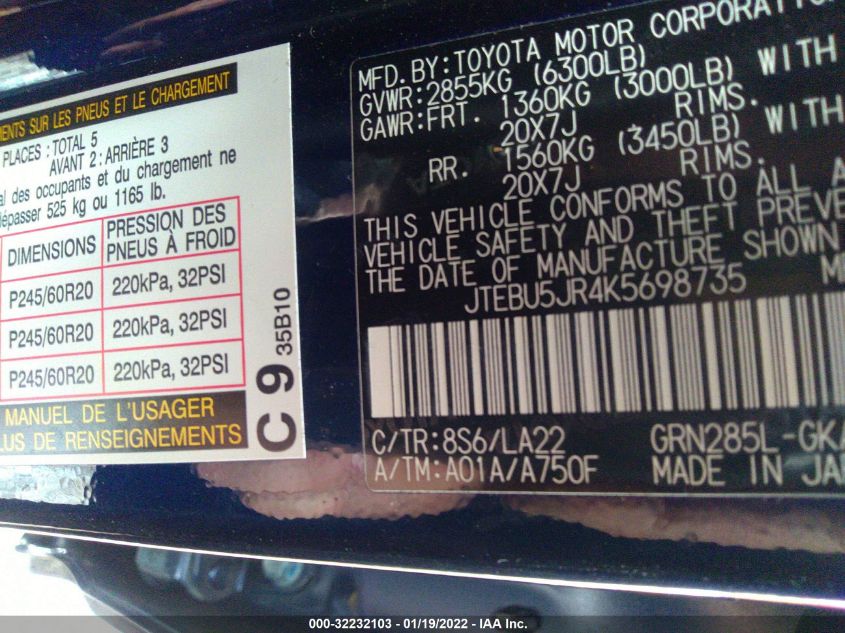 MENTS SUR LES PNEUS ET LE CHARGEMENT
PLACES : TOTAL 5
AVANT 2 : ARRIÈRE 3
al des occupants et du chargement ne
dépasser 525 kg ou 1165 lb.
DIMENSIONS PRESSION DES PNEUS À FROID
P245/60R20 220kPa, 32PSI
P245/60R20 220kPa, 32PSI
P245/60R20 220kPa, 32PSI
MANUEL DE L'USAGER
LUS DE RENSEIGNEMENTS
C 9 35B10
MFD. BY: TOYOTA MOTOR CORPORATION
GVWR: 2855KG (6300LB)
GAWR: FRT. 1360KG (3000LB) WITH
20X7J RIMS.
RR. 1560KG (3450LB) WITH
20X7J RIMS.
THIS VEHICLE CONFORMS TO ALL A
VEHICLE SAFETY AND THEFT PREVE
THE DATE OF MANUFACTURE SHOWN
JTEBU5JR4K5698735
C/TR: 8S6/LA22 GRN285L-GKA
A/TM: A01A/A750F MADE IN JAPA
000-32232103 - 01/19/2022 - IAA Inc.